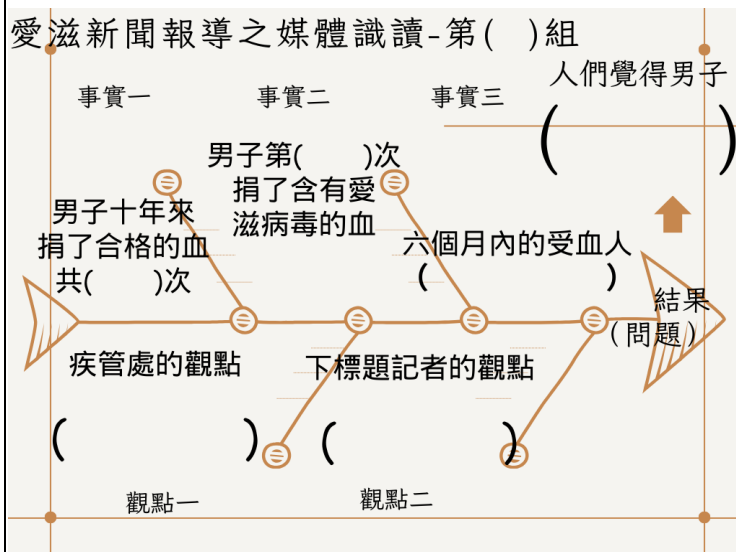 愛滋新聞報導之媒體識讀-第(  )組
人們覺得男子
(          )
事實一
事實二
事實三
男子十年來
捐了合格的血
共(    )次
男子第(    )次
捐了含有愛
滋病毒的血
六個月內的受血人
(          )
結果
(問題)
疾管處的觀點
(          )
下標題記者的觀點
(          )
觀點一
觀點二